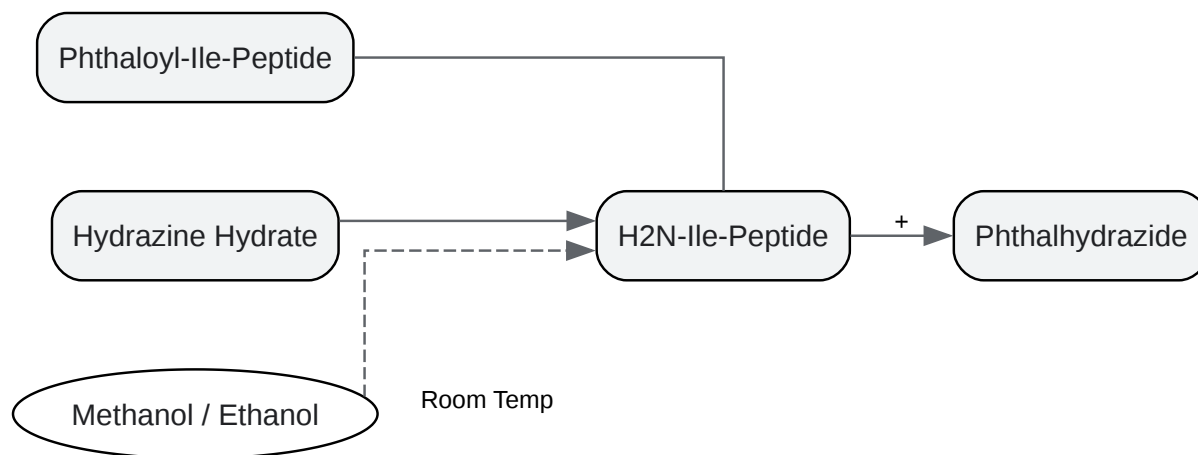 Phthaloyl-Ile-Peptide
Hydrazine Hydrate
H2N-Ile-Peptide
+
Phthalhydrazide
Methanol / Ethanol
Room Temp